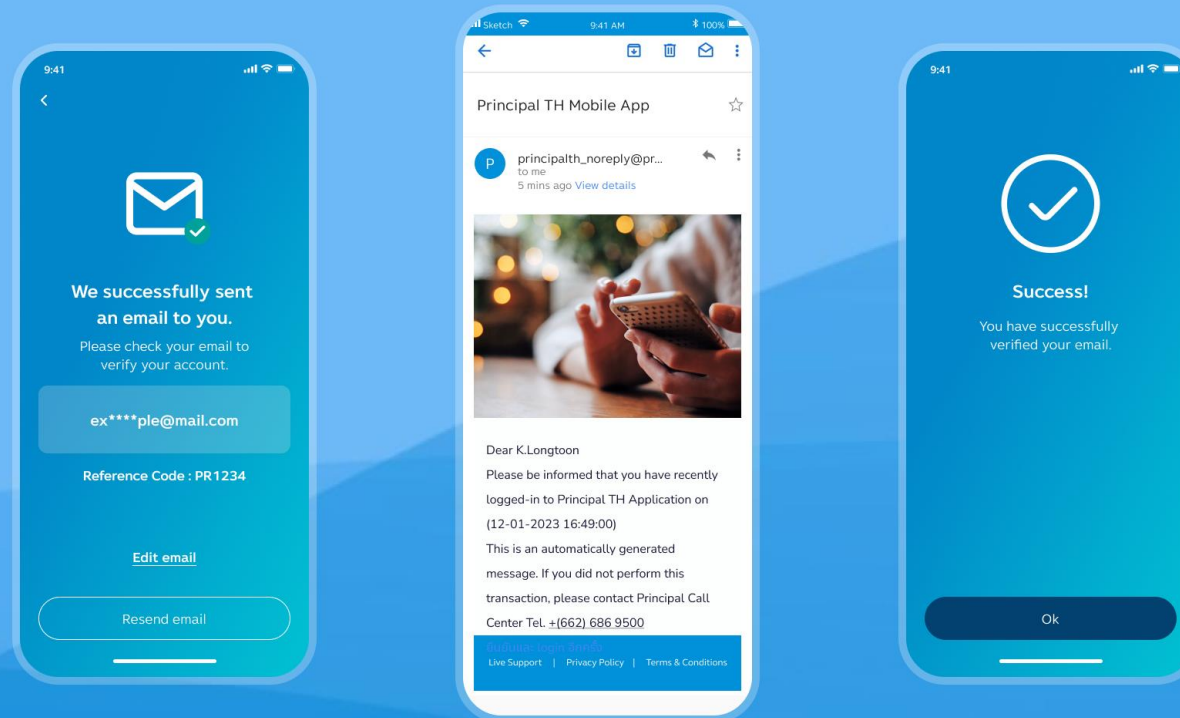 9:41
We successfully sent
an email to you.
Please check your email to
verify your account.
ex****ple@mail.com
Reference Code : PR1234
Edit email
Resend email
Sketch
9:41 AM
100%
Principal TH Mobile App
P
principalth_noreply@pr...
to me
5 mins ago View details
Dear K.Longtoon
Please be informed that you have recently
logged-in to Principal TH Application on
(12-01-2023 16:49:00)
This is an automatically generated
message. If you did not perform this
transaction, please contact Principal Call
Center Tel. +(662) 686 9500
Live Support | Privacy Policy | Terms & Conditions
9:41
Success!
You have successfully
verified your email.
Ok